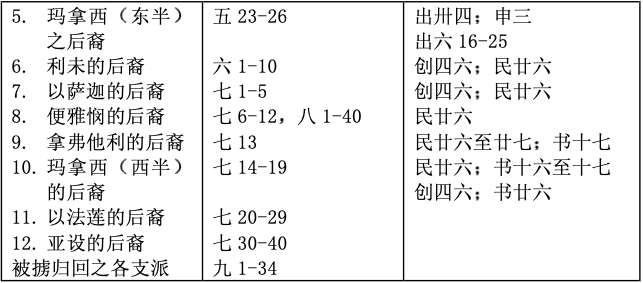 5. 玛拿西（东半） 五 23-26 出卅四；申三
之后裔 出六 16-25
6. 利未的后裔 六 1-10 创四六；民廿六
7. 以萨迦的后裔 七 1-5 创四六；民廿六
8. 便雅悯的后裔 七 6-12，八 1-40 民廿六
9. 拿弗他利的后裔 七 13 民廿六至廿七；书十七
10. 玛拿西（西半） 七 14-19 民廿六；书十六至十七
的后裔 创四六；书廿六
11. 以法莲的后裔 七 20-29
12. 亚设的后裔 七 30-40
被掳归回之各支派 九 1-34